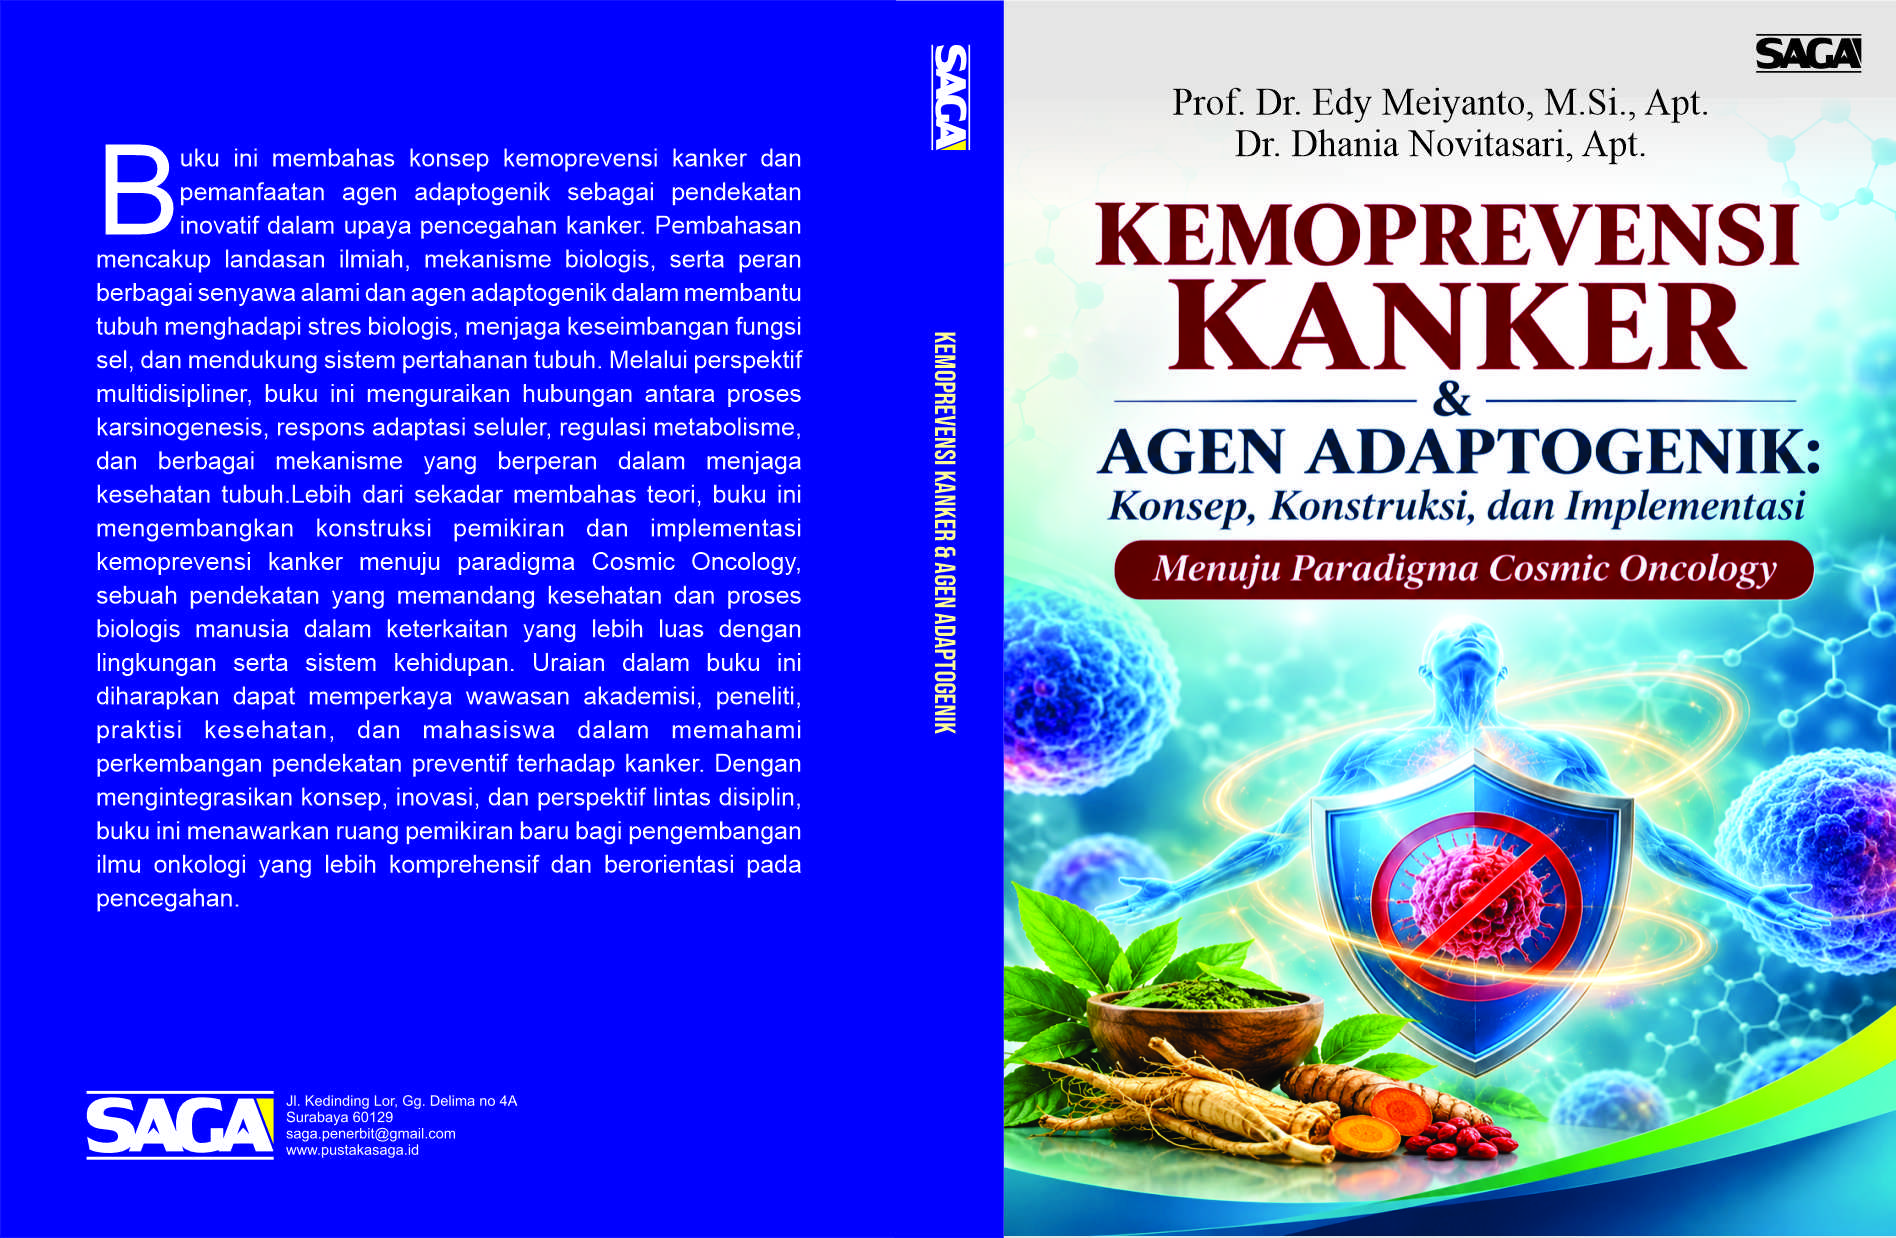 Buku ini membahas konsep kemoprevensi kanker dan
pemanfaatan agen adaptogenik sebagai pendekatan
inovatif dalam upaya pencegahan kanker. Pembahasan
mencakup landasan ilmiah, mekanisme biologis, serta peran
berbagai senyawa alami dan agen adaptogenik dalam membantu
tubuh menghadapi stres biologis, menjaga keseimbangan fungsi
sel, dan mendukung sistem pertahanan tubuh. Melalui perspektif
multidisipliner, buku ini menguraikan hubungan antara proses
karsinogenesis, respons adaptasi seluler, regulasi metabolisme,
dan berbagai mekanisme yang berperan dalam menjaga
kesehatan tubuh.Lebih dari sekadar membahas teori, buku ini
mengembangkan konstruksi pemikiran dan implementasi
kemoprevensi kanker menuju paradigma Cosmic Oncology,
sebuah pendekatan yang memandang kesehatan dan proses
biologis manusia dalam keterkaitan yang lebih luas dengan
lingkungan serta sistem kehidupan. Uraian dalam buku ini
diharapkan dapat memperkaya wawasan akademisi, peneliti,
praktisi kesehatan, dan mahasiswa dalam memahami
perkembangan pendekatan preventif terhadap kanker. Dengan
mengintegrasikan konsep, inovasi, dan perspektif lintas disiplin,
buku ini menawarkan ruang pemikiran baru bagi pengembangan
ilmu onkologi yang lebih komprehensif dan berorientasi pada
pencegahan.
SAGA
Jl. Kedinding Lor, Gg. Delima no 4A
Surabaya 60129
saga.penerbit@gmail.com
www.pustakasaga.id
SAGA
KEMOPREVENSI KANKER & AGEN ADAPTOGENIK
SAGA
Prof. Dr. Edy Meiyanto, M.Si., Apt.
Dr. Dhania Novitasari, Apt.
KEMOPREVENSI
KANKER
&
AGEN ADAPTOGENIK:
Konsep, Konstruksi, dan Implementasi
Menuju Paradigma Cosmic Oncology